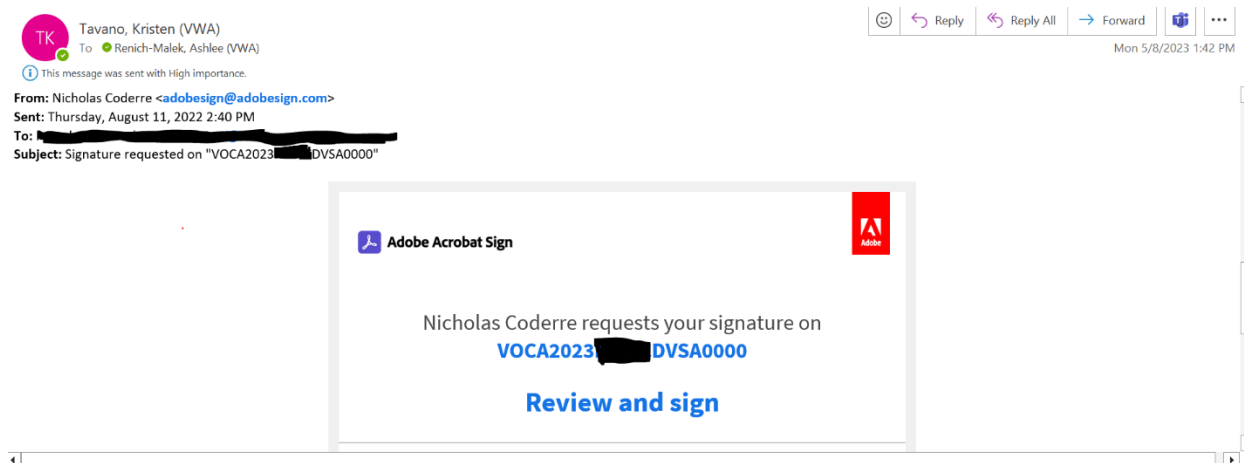 TK
Tavano, Kristen (VWA)
To Renich-Malek, Ashlee (VWA)
Reply
Reply All
Forward
Mon 5/8/2023 1:42 PM
This message was sent with High importance.
From: Nicholas Coderre <adobesign@adobesign.com>
Sent: Thursday, August 11, 2022 2:40 PM
To:
Subject: Signature requested on "VOCA2023 DVSA0000"
Adobe Acrobat Sign
Adobe
Nicholas Coderre requests your signature on
VOCA2023 DVSA0000
Review and sign